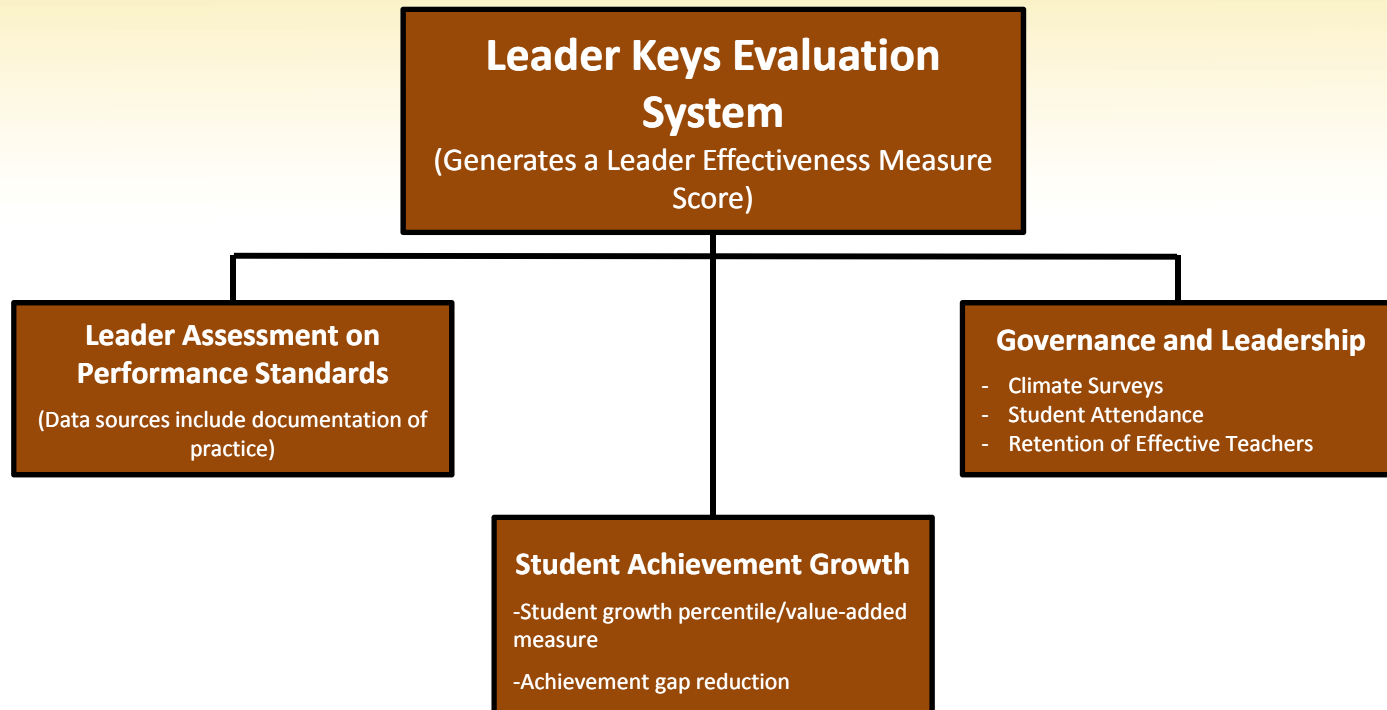 Leader Keys Evaluation
System
(Generates a Leader Effectiveness Measure
Score)
Leader Assessment on
Performance Standards
(Data sources include documentation of
practice)
Governance and Leadership
- Climate Surveys
- Student Attendance
- Retention of Effective Teachers
Student Achievement Growth
-Student growth percentile/value-added
measure
-Achievement gap reduction